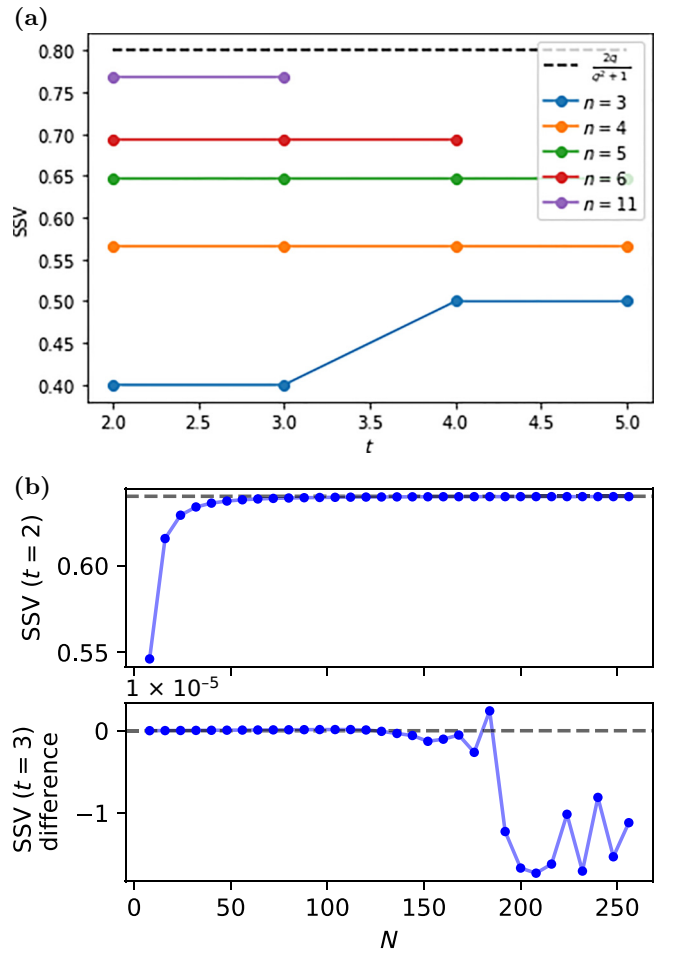 (a)
0.80
0.75
0.70
0.65
0.60
0.55
0.50
0.45
0.40
SSV
2.0 2.5 3.0 3.5 4.0 4.5 5.0
t
2q
q²+1
n = 3
n = 4
n = 5
n = 6
n = 11
(b)
SSV (t = 2)
0.60
0.55
1 × 10⁻⁵
SSV (t = 3)
difference
0
−1
0 50 100 150 200 250
N